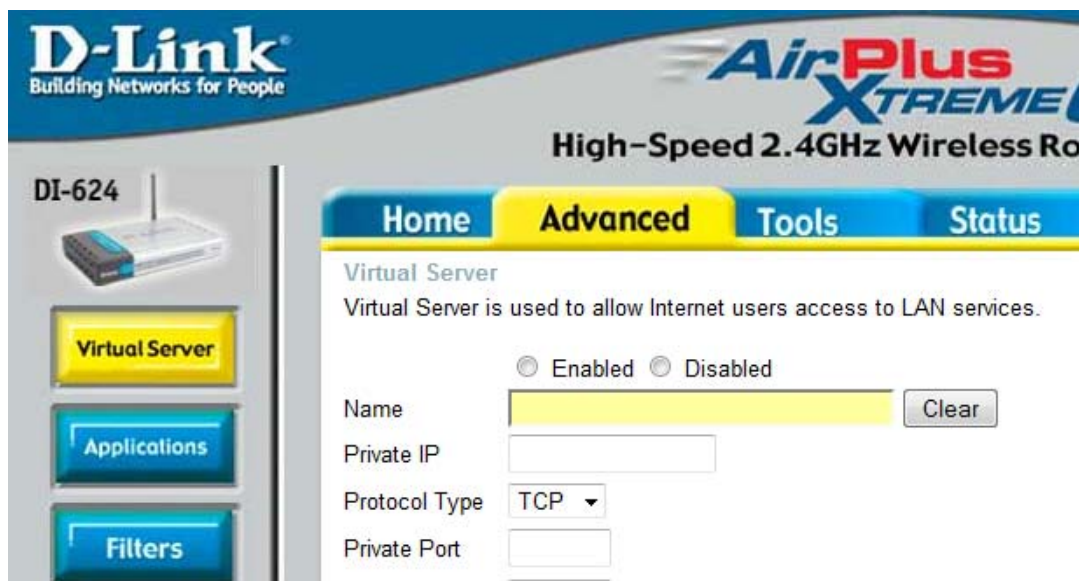 D-Link
Building Networks for People
AirPlus
XTREME
High-Speed 2.4GHz Wireless
DI-624
Home
Advanced
Tools
Status
Virtual Server
Virtual Server is used to allow Internet users access to LAN services.
Virtual Server
Enabled Disabled
Name
Clear
Applications
Private IP
Protocol Type TCP
Filters
Private Port